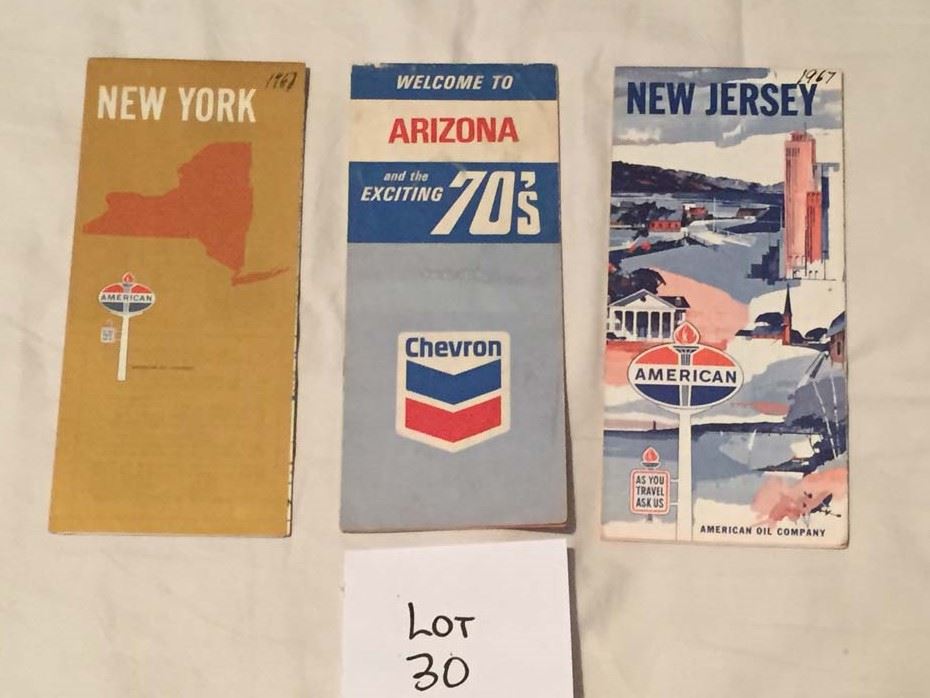 1967
NEW YORK
AMERICAN
WELCOME TO
ARIZONA
and the
EXCITING 70's
Chevron
1967
NEW JERSEY
AMERICAN
AS YOU
TRAVEL
ASK US
AMERICAN OIL COMPANY
LOT
30